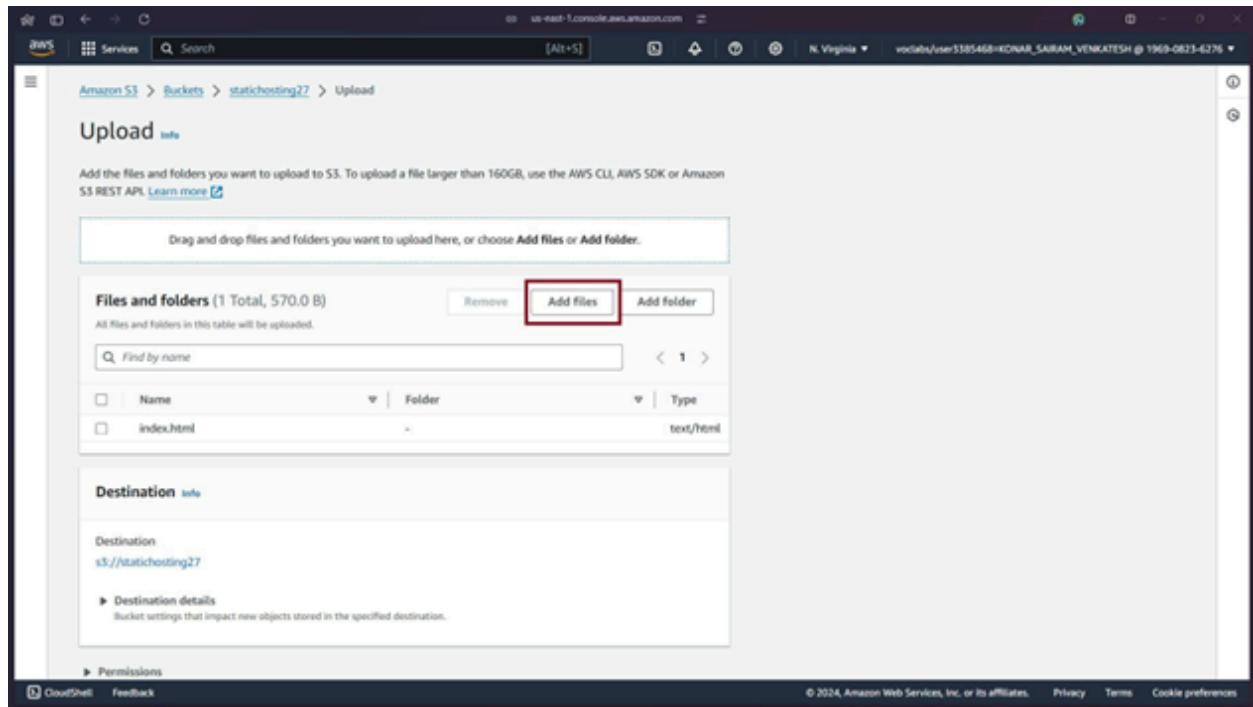 us-east-1.console.aws.amazon.com
aws
Services
Search
[Alt+S]
N. Virginia
voclabs/user3385468=KONAR_SAIRAM_VENKATESH @ 1969-0823-6276
Amazon S3 > Buckets > statichosting27 > Upload
Upload Info
Add the files and folders you want to upload to S3. To upload a file larger than 160GB, use the AWS CLI, AWS SDK or Amazon
S3 REST API. Learn more
Drag and drop files and folders you want to upload here, or choose Add files or Add folder.
Files and folders (1 Total, 570.0 B)
Remove
Add files
Add folder
All files and folders in this table will be uploaded.
Find by name
< 1 >
Name
Folder
Type
index.html
-
text/html
Destination Info
Destination
s3://statichosting27
Destination details
Bucket settings that impact new objects stored in the specified destination.
Permissions
CloudShell
Feedback
© 2024, Amazon Web Services, Inc. or its affiliates.
Privacy
Terms
Cookie preferences